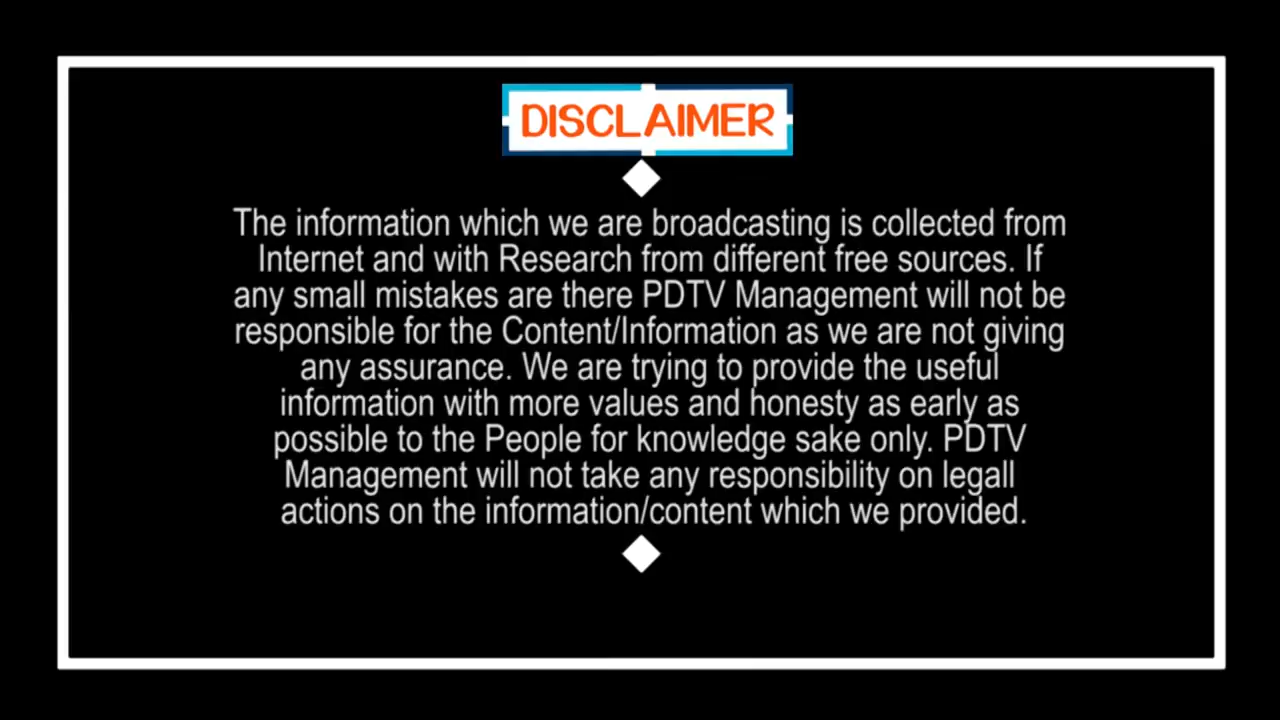 DISCLAIMER
The information which we are broadcasting is collected from
Internet and with Research from different free sources. If
any small mistakes are there PDTV Management will not be
responsible for the Content/Information as we are not giving
any assurance. We are trying to provide the useful
information with more values and honesty as early as
possible to the People for knowledge sake only. PDTV
Management will not take any responsibility on legall
actions on the information/content which we provided.